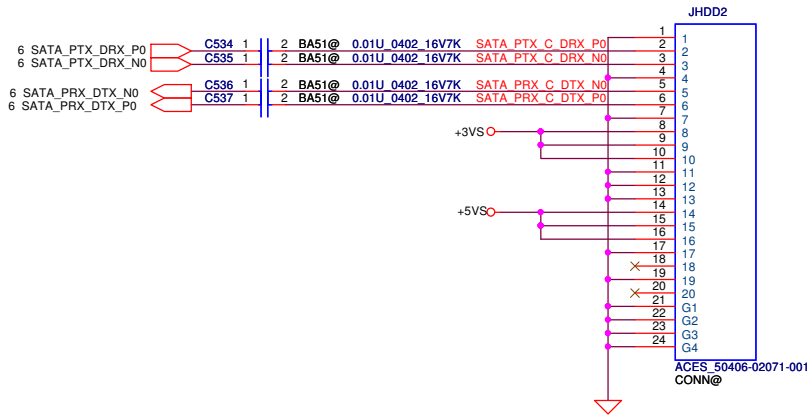 JHDD2
1 1
6 SATA_PTX_DRX_P0 C534 1 2 BA51@ 0.01U_0402_16V7K SATA_PTX_C_DRX_P0 2 2
6 SATA_PTX_DRX_N0 C535 1 2 BA51@ 0.01U_0402_16V7K SATA_PTX_C_DRX_N0 3 3
4 4
6 SATA_PRX_DTX_N0 C536 1 2 BA51@ 0.01U_0402_16V7K SATA_PRX_C_DTX_N0 5 5
6 SATA_PRX_DTX_P0 C537 1 2 BA51@ 0.01U_0402_16V7K SATA_PRX_C_DTX_P0 6 6
7 7
+3VS 8 8
9 9
10 10
11 11
12 12
13 13
+5VS 14 14
15 15
16 16
17 17
18 18
19 19
20 20
21 G1
22 G2
23 G3
24 G4
ACES_50406-02071-001
CONN@